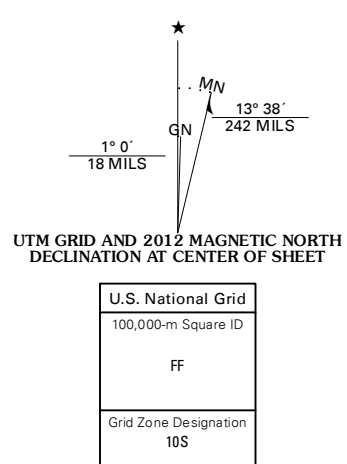 ★
MN
13° 38´
242 MILS
GN
1° 0´
18 MILS
UTM GRID AND 2012 MAGNETIC NORTH
DECLINATION AT CENTER OF SHEET
U.S. National Grid
100,000-m Square ID
FF
Grid Zone Designation
10S